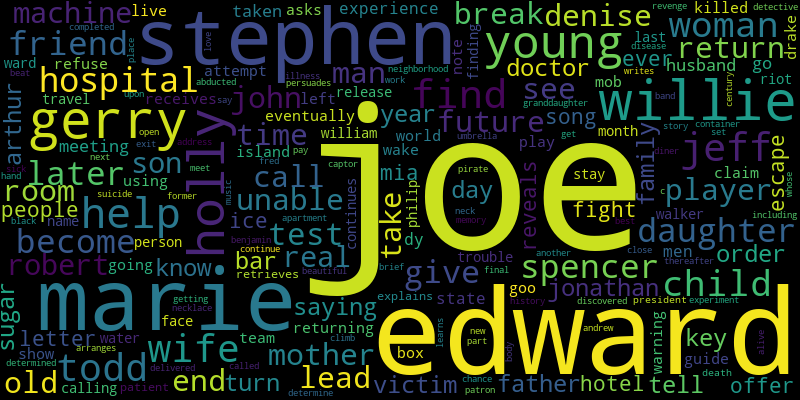 joe
edward
stephen
marie
gerry
willie
holly
young
find
help
jeff
machine
live
taken
asks
experience
break
denise
woman
completed
place
love
friend
abducted
attempt
neighborhood
finding
note
return
killed
detective
revenge
disease
writes
drake
ward
refuse
hospital
man
doctor
ever
husband
last
go
beat
travel
receives
john
left
release
see
mob
riot
band
century
arthur
illness
persuades
eventually
work
granddaughter
willian
later
upon
son
time
island
william
year
world
future
song
month
story
container
set
whose
meeting
using
fred
pay
wake
play
umbrella
get
diner
address
sick
open
exit
call
mia
captor
phillip
pirate
stay
family
player
claim
escape
hand
next
meet
unable
day
reveals
fight
walker
suicide
former
room
people
black
music
ice
test
take
neck
memory
daughter
men
including
become
name
person
apartment
bar
real
continues
dy
trouble
another
close
thereafter
order
robert
going
know
benjamin
continue
beautiful
brief
final
spencer
child
give
retrieves
explains
state
goo
jonathan
discovered
president
experiment
sugar
letter
water
getting
necklace
saying
returning
history
andrew
key
alive
show
face
team
climb
box
new
part
learns
warning
guide
determined
todd
arranges
wife
mother
body
death
old
calling
delivered
patient
end
turn
called
lead
determine
victim
father
chance
patron
hotel
tell
offer